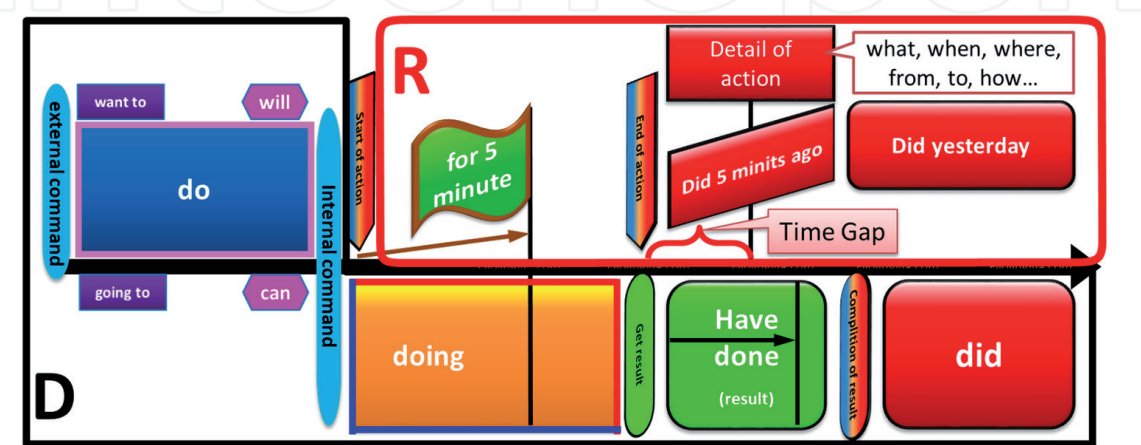 R
Detail of
action
what, when, where,
from, to, how...
want to
will
external command
do
Internal command
Start of action
for 5
minute
End of action
Did 5 minits ago
Did yesterday
Time Gap
going to
can
D
doing
Get result
Have
done
(result)
Complition of result
did